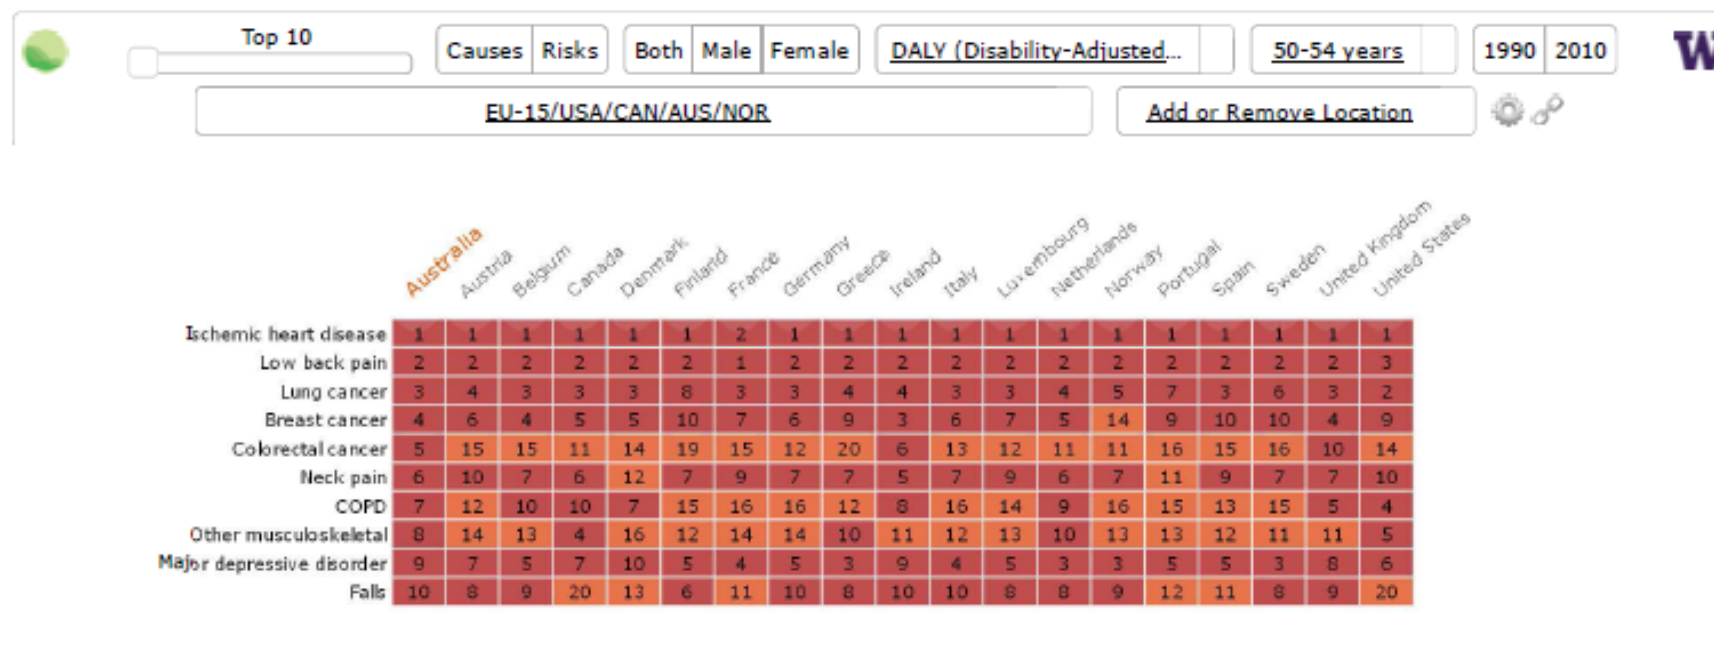 Top 10 Causes Risks Both Male Female DALY (Disability-Adjusted... 50-54 years 1990 2010 W
EU-15/USA/CAN/AUS/NOR Add or Remove Location
Australia Austria Belgium Canada Denmark Finland France Germany Greece Ireland Italy Luxembourg Netherlands Norway Portugal Spain Sweden United Kingdom United States
Ischemic heart disease 1 1 1 1 1 1 2 1 1 1 1 1 1 1 1 1 1 1 1
Low back pain 2 2 2 2 2 2 1 2 2 2 2 2 2 2 2 2 2 2 3
Lung cancer 3 4 3 3 3 8 3 3 4 4 3 3 4 5 7 3 6 3 2
Breast cancer 4 6 4 5 5 10 7 6 9 3 6 7 5 14 9 10 10 4 9
Colorectal cancer 5 15 15 11 14 19 15 12 20 6 13 12 11 11 16 15 16 10 14
Neck pain 6 10 7 6 12 7 9 7 7 5 7 9 6 7 11 9 7 7 10
COPD 7 12 10 10 7 15 16 16 12 8 16 14 9 16 15 13 15 5 4
Other musculoskeletal 8 14 13 4 16 12 14 14 10 11 12 13 10 13 13 12 11 11 5
Major depressive disorder 9 7 5 7 10 5 4 5 3 9 4 5 3 3 5 5 3 8 6
Falls 10 8 9 20 13 6 11 10 8 10 10 8 8 9 12 11 8 9 20